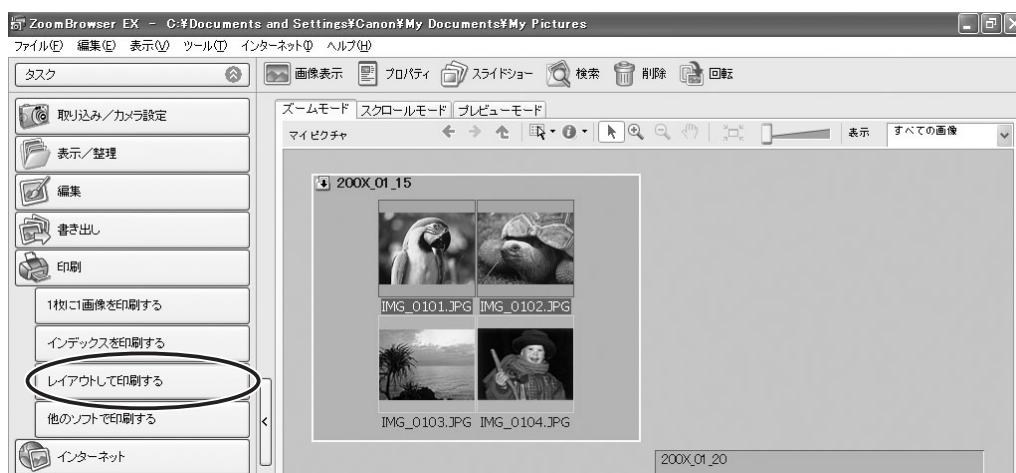 ZoomBrowser EX - C:¥Documents and Settings¥Canon¥My Documents¥My Pictures
ファイル(F) 編集(E) 表示(V) ツール(T) インターネット(I) ヘルプ(H)
タスク
画像表示 プロパティ スライドショー 検索 削除 回転
取り込み/カメラ設定
表示/整理
編集
書き出し
印刷
1枚に1画像を印刷する
インデックスを印刷する
レイアウトして印刷する
他のソフトで印刷する
インターネット
ズームモード スクロールモード プレビューモード
マイ ピクチャ 表示 すべての画像
200X_01_15
IMG_0101.JPG IMG_0102.JPG
IMG_0103.JPG IMG_0104.JPG
200X_01_20